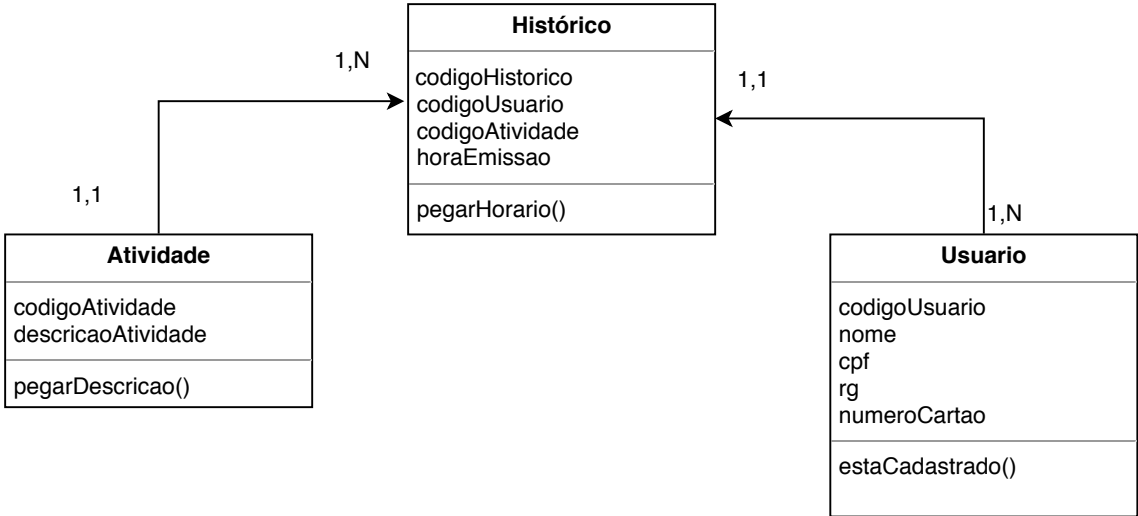 Histórico
1,N
codigoHistorico
codigoUsuario
codigoAtividade
horaEmissao
1,1
pegarHorario()
1,1
1,N
Atividade
codigoAtividade
descricaoAtividade
pegarDescricao()
Usuario
codigoUsuario
nome
cpf
rg
numeroCartao
estaCadastrado()